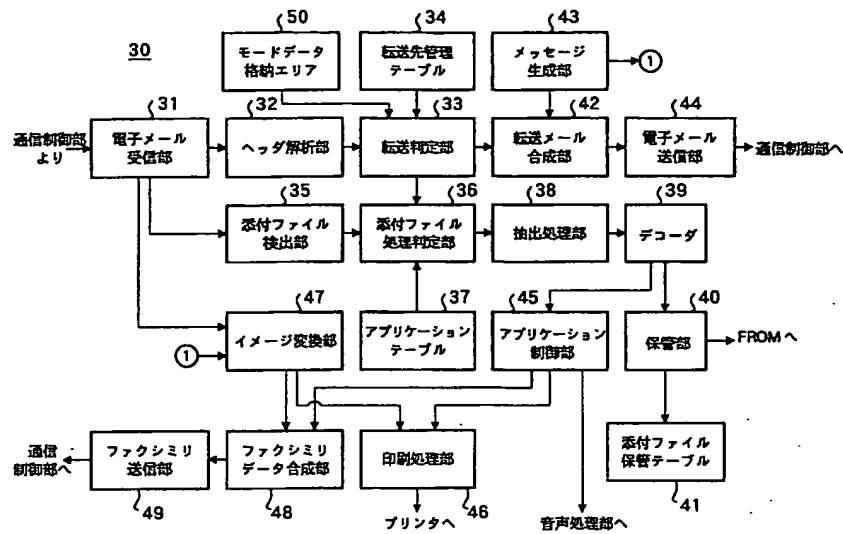 30
50
モードデータ
格納エリア
34
転送先管理
テーブル
43
メッセージ
生成部
1
通信制御部
より
31
電子メール
受信部
32
ヘッダ解析部
33
転送判定部
42
転送メール
合成部
44
電子メール
送信部
通信制御部へ
35
添付ファイル
検出部
36
添付ファイル
処理判定部
38
抽出処理部
39
デコーダ
1
47
イメージ変換部
37
アプリケーション
テーブル
45
アプリケーション
制御部
40
保管部
FROMへ
通信
制御部へ
ファクシミリ
送信部
49
ファクシミリ
データ合成部
48
印刷処理部
46
プリンタへ
音声処理部へ
添付ファイル
保管テーブル
41